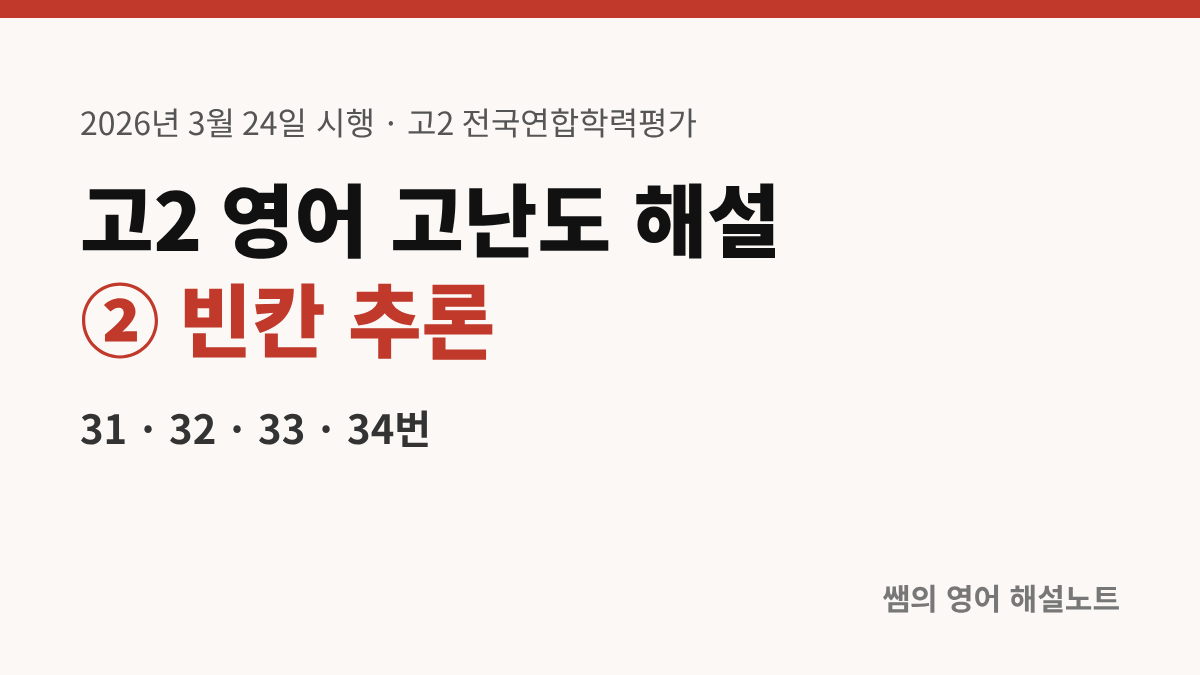 2026년 3월 24일 시행 · 고2 전국연합학력평가
고2 영어 고난도 해설
② 빈칸 추론
31 · 32 · 33 · 34번
쌤의 영어 해설노트